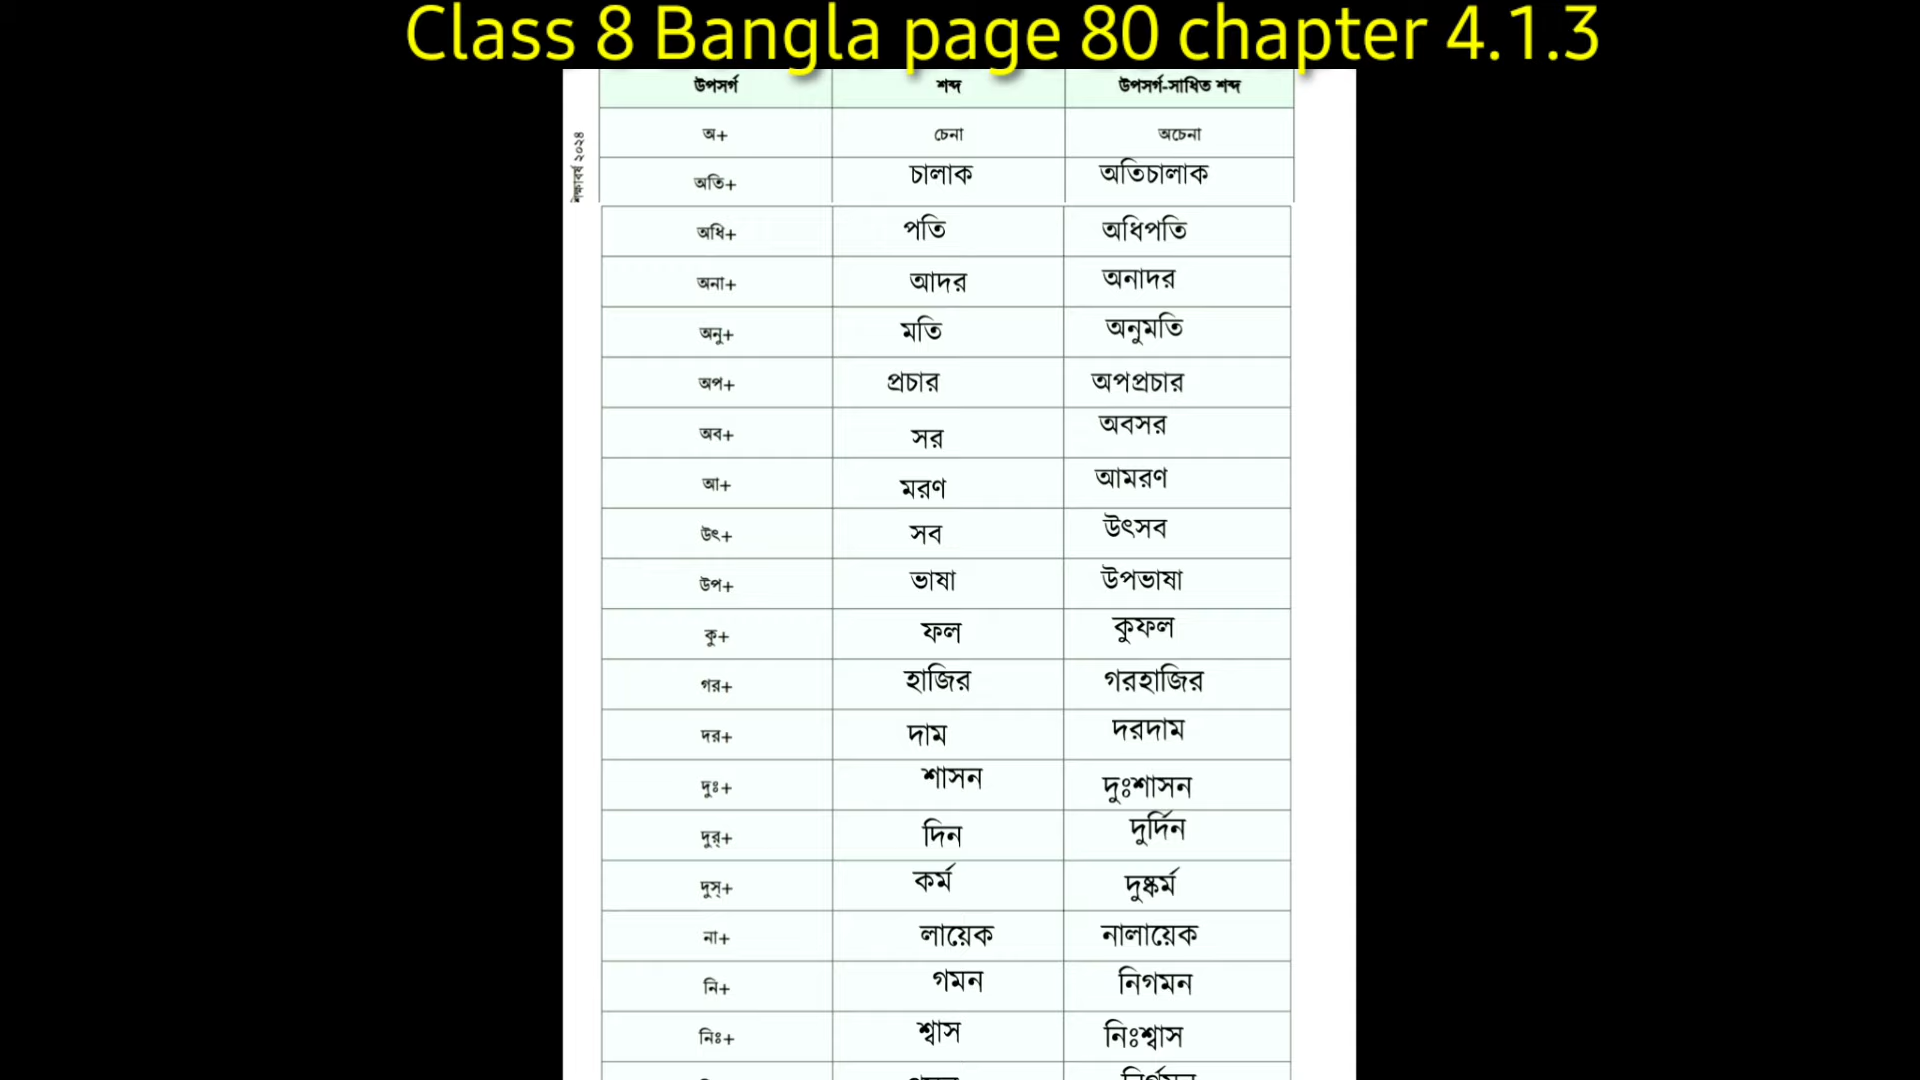 Class 8 Bangla page 80 chapter 4.1.3
উপসর্গ শব্দ উপসর্গ-সাধিত শব্দ
শিক্ষাবর্ষ ২০২৪
অ+ চেনা অচেনা
অতি+ চালাক অতিচালাক
অধি+ পতি অধিপতি
অনা+ আদর অনাদর
অনু+ মতি অনুমতি
অপ+ প্রচার অপপ্রচার
অব+ সর অবসর
আ+ মরণ আমরণ
উৎ+ সব উৎসব
উপ+ ভাষা উপভাষা
কু+ ফল কুফল
গর+ হাজির গরহাজির
দর+ দাম দরদাম
দুঃ+ শাসন দুঃশাসন
দুর্+ দিন দুর্দিন
দুস্+ কর্ম দুষ্কর্ম
না+ লায়েক নালায়েক
নি+ গমন নিগমন
নিঃ+ শ্বাস নিঃশ্বাস